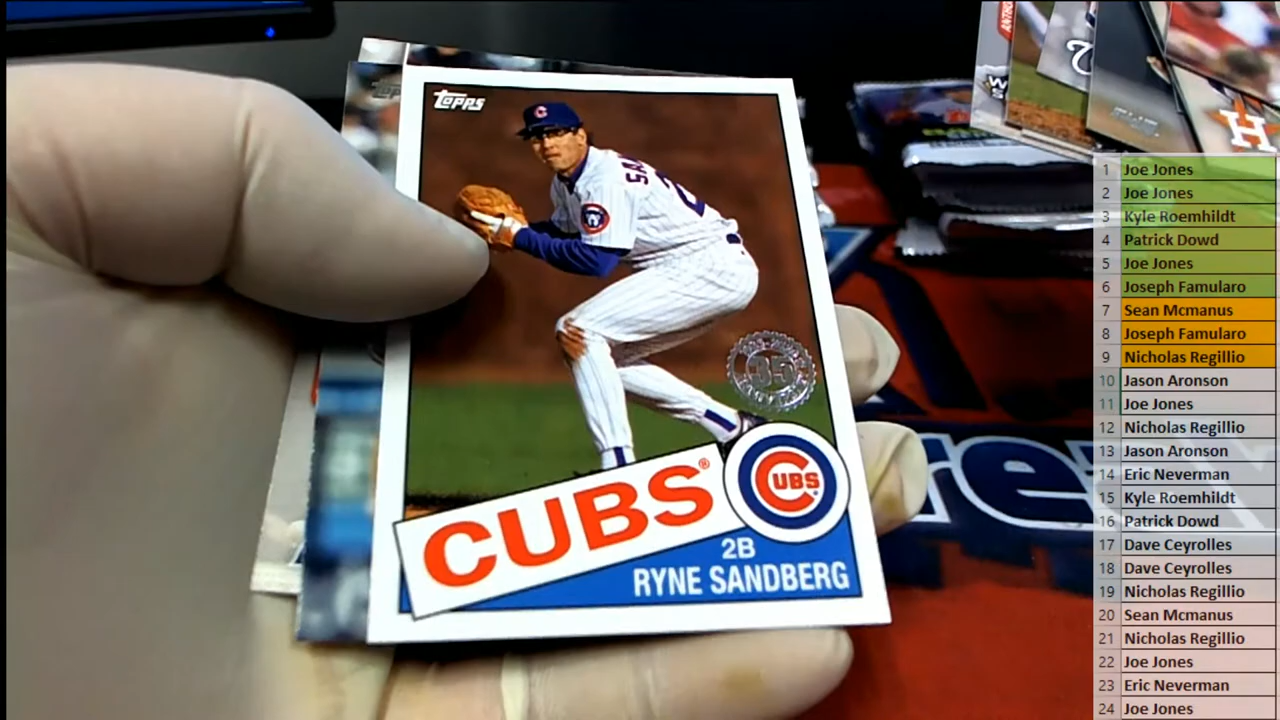 Topps
C
SA
2
35
CUBS®
CUBS
2B
RYNE SANDBERG
H
1 Joe Jones
2 Joe Jones
3 Kyle Roemhildt
4 Patrick Dowd
5 Joe Jones
6 Joseph Famularo
7 Sean Mcmanus
8 Joseph Famularo
9 Nicholas Regillio
10 Jason Aronson
11 Joe Jones
12 Nicholas Regillio
13 Jason Aronson
14 Eric Neverman
15 Kyle Roemhildt
16 Patrick Dowd
17 Dave Ceyrolles
18 Dave Ceyrolles
19 Nicholas Regillio
20 Sean Mcmanus
21 Nicholas Regillio
22 Joe Jones
23 Eric Neverman
24 Joe Jones